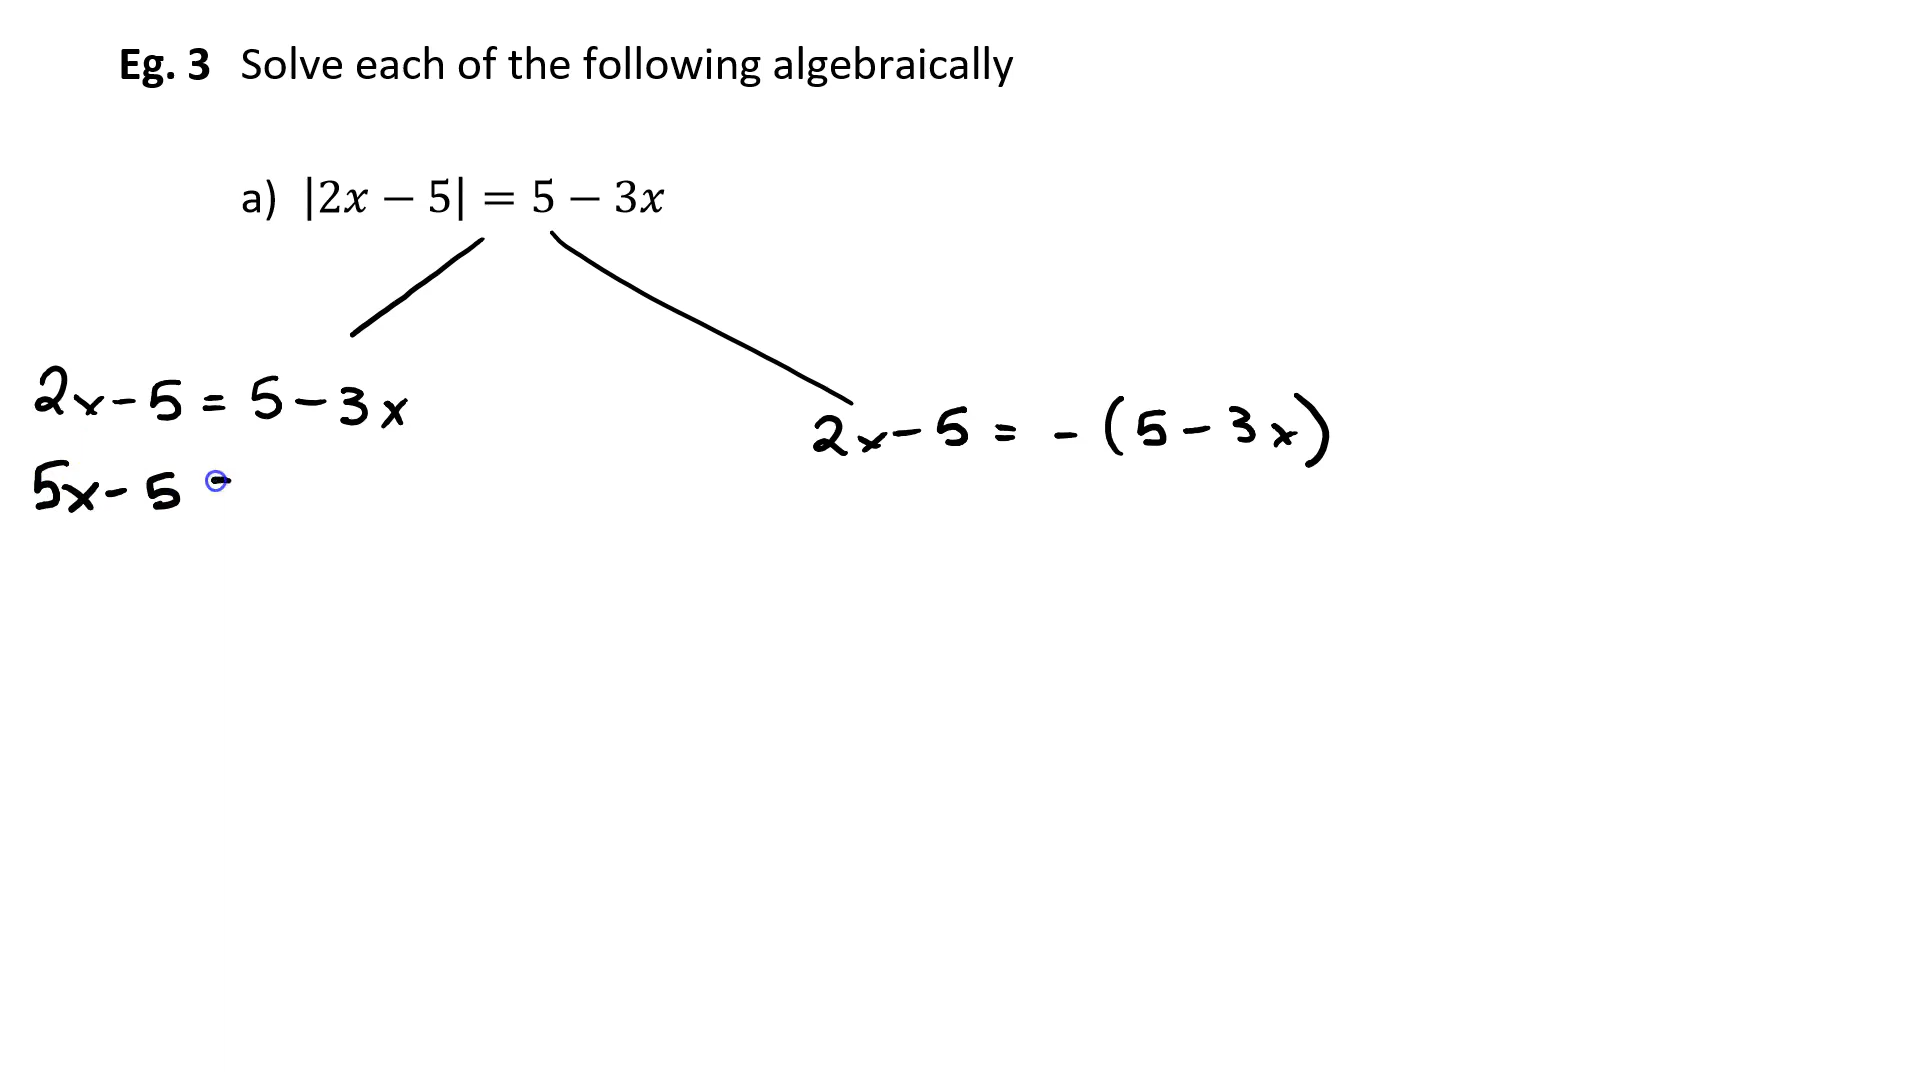 Eg. 3 Solve each of the following algebraically
a) |2x − 5| = 5 − 3x
2x - 5 = 5 - 3x
2x - 5 = - (5 - 3x)
5x - 5 -